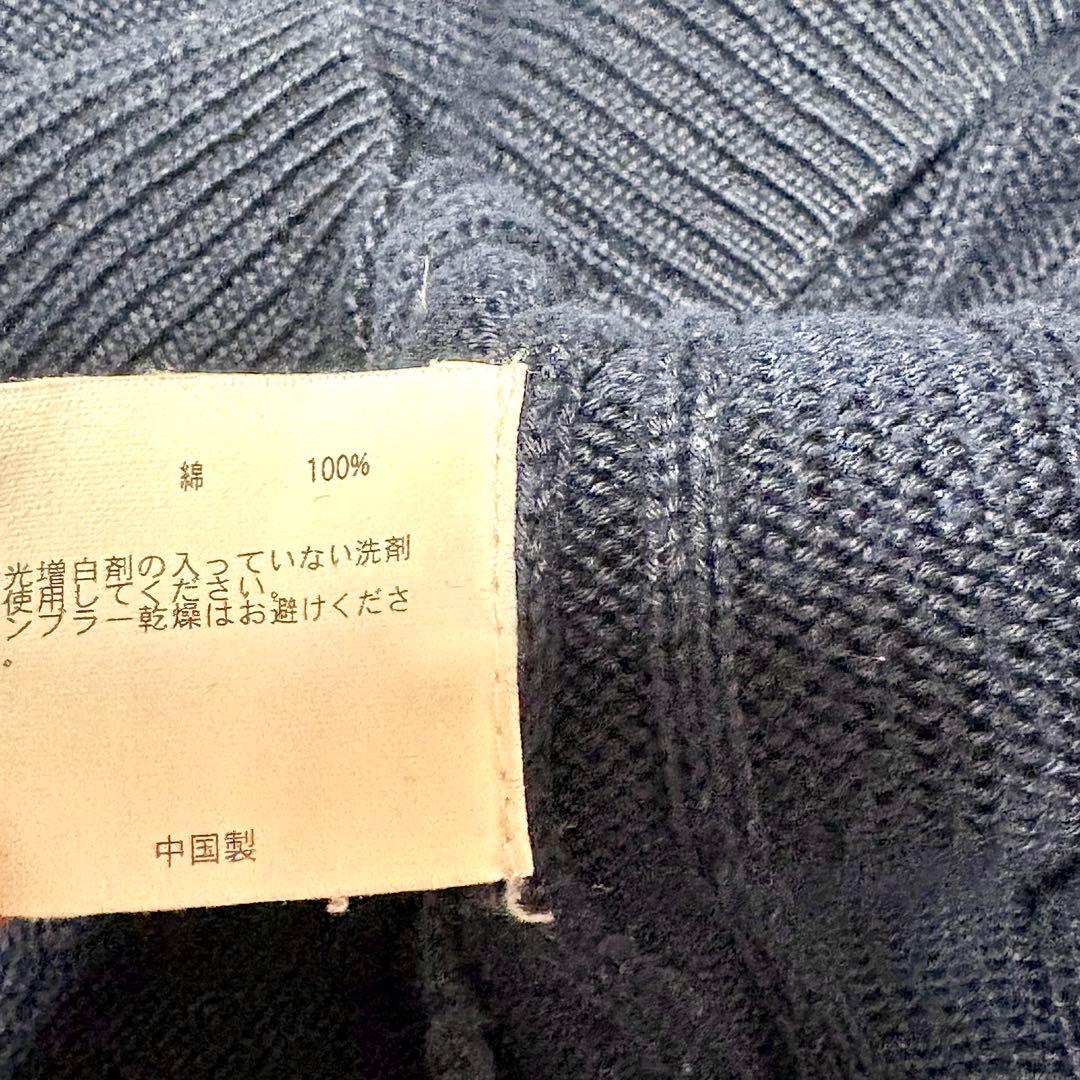 綿 100%
光増白剤の入っていない洗剤
使用してください。
ンブラー乾燥はお避けくださ
。
中国製